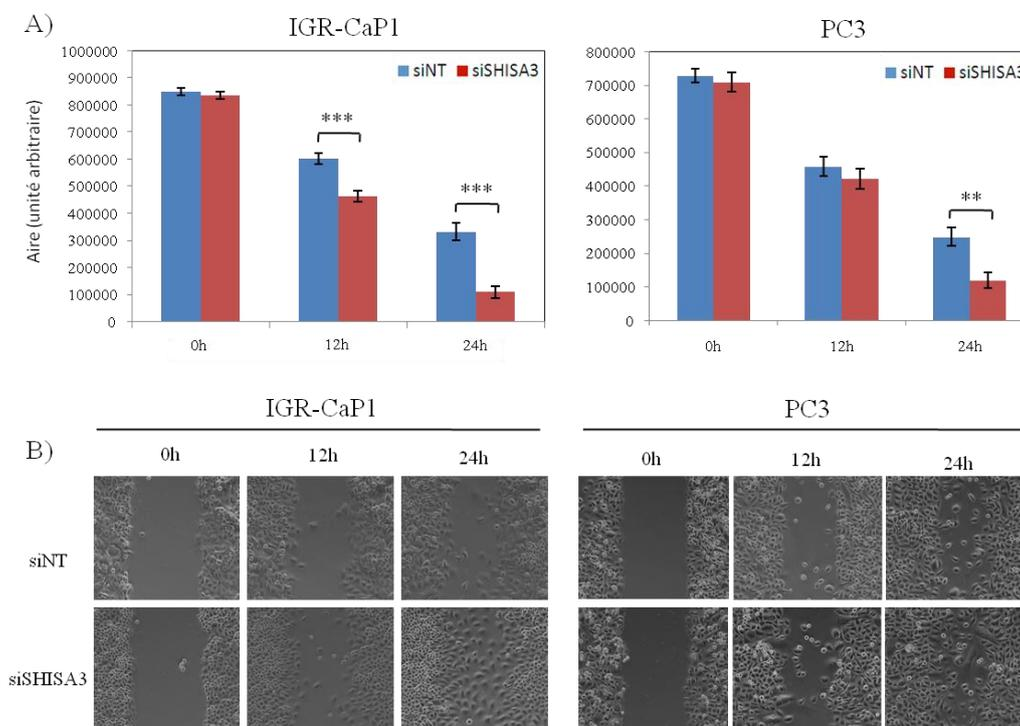 A)
IGR-CaP1
PC3
Aire (unité arbitraire)
1000000
900000
800000
700000
600000
500000
400000
300000
200000
100000
0
siNT siSHISA3
***
***
0h 12h 24h
800000
700000
600000
500000
400000
300000
200000
100000
0
siNT siSHISA3
**
0h 12h 24h
B)
IGR-CaP1
PC3
0h 12h 24h
0h 12h 24h
siNT
siSHISA3